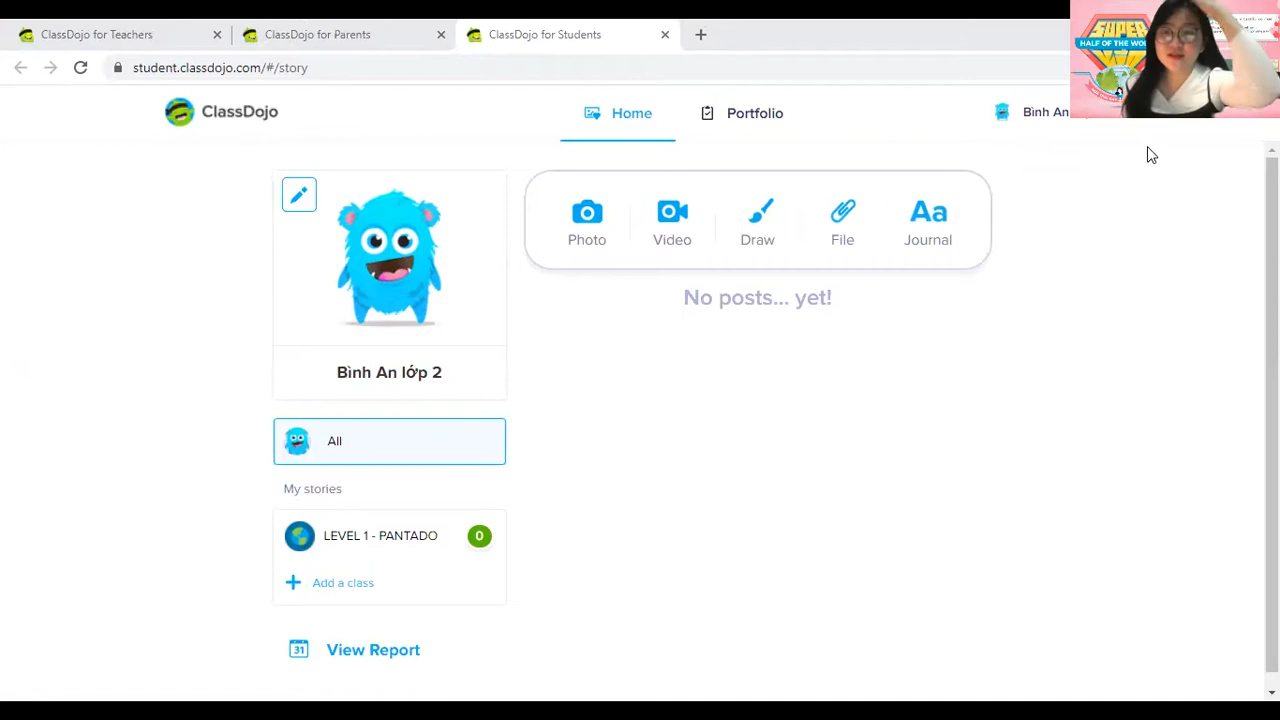 ClassDojo for Teachers
ClassDojo for Parents
ClassDojo for Students
student.classdojo.com/#/story
SUPER
HALF OF THE WO
ClassDojo
Home
Portfolio
Bình An
Photo
Video
Draw
File
Aa
Journal
No posts... yet!
Bình An lớp 2
All
My stories
LEVEL 1 - PANTADO
0
Add a class
31
View Report